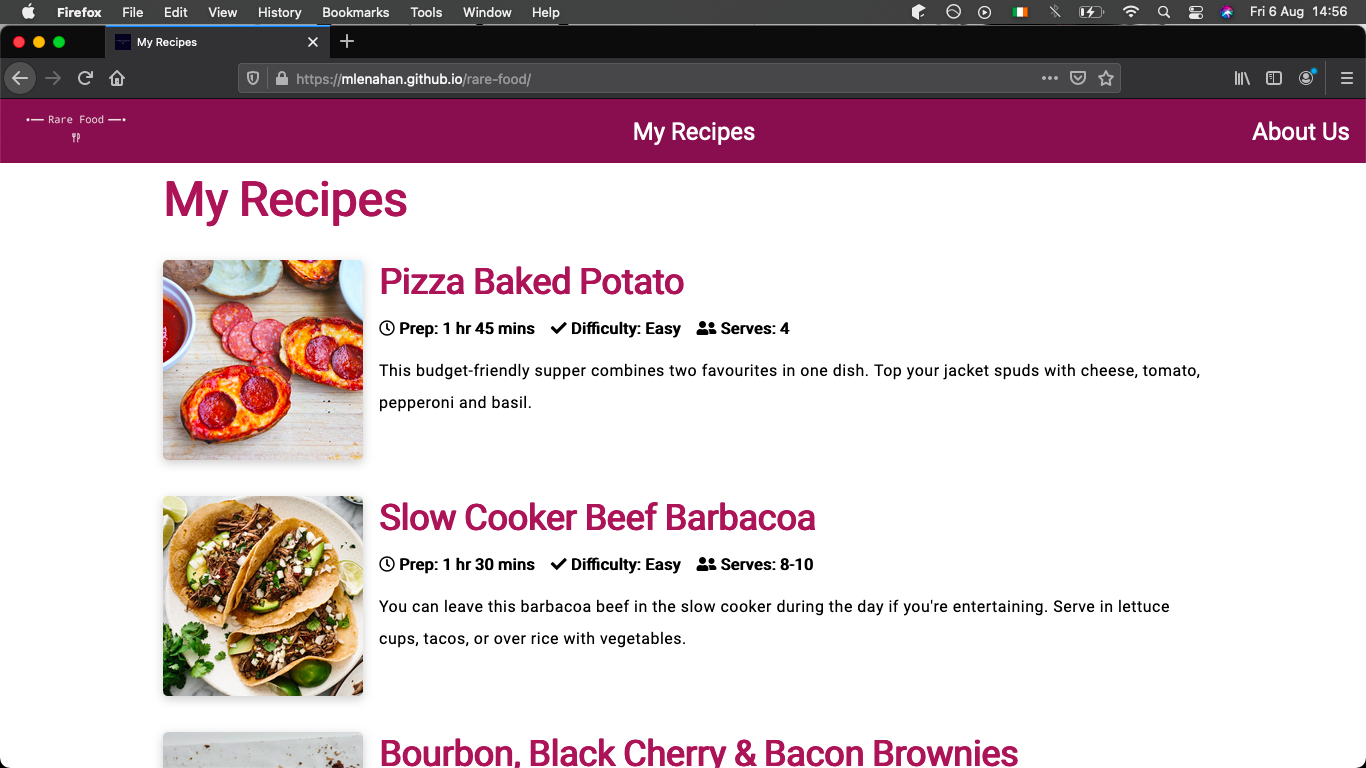 Firefox File Edit View History Bookmarks Tools Window Help Fri 6 Aug 14:56
My Recipes
https://mlenahan.github.io/rare-food/
Rare Food
My Recipes
About Us
My Recipes
Pizza Baked Potato
Prep: 1 hr 45 mins Difficulty: Easy Serves: 4
This budget-friendly supper combines two favourites in one dish. Top your jacket spuds with cheese, tomato,
pepperoni and basil.
Slow Cooker Beef Barbacoa
Prep: 1 hr 30 mins Difficulty: Easy Serves: 8-10
You can leave this barbacoa beef in the slow cooker during the day if you're entertaining. Serve in lettuce
cups, tacos, or over rice with vegetables.
Bourbon, Black Cherry & Bacon Brownies